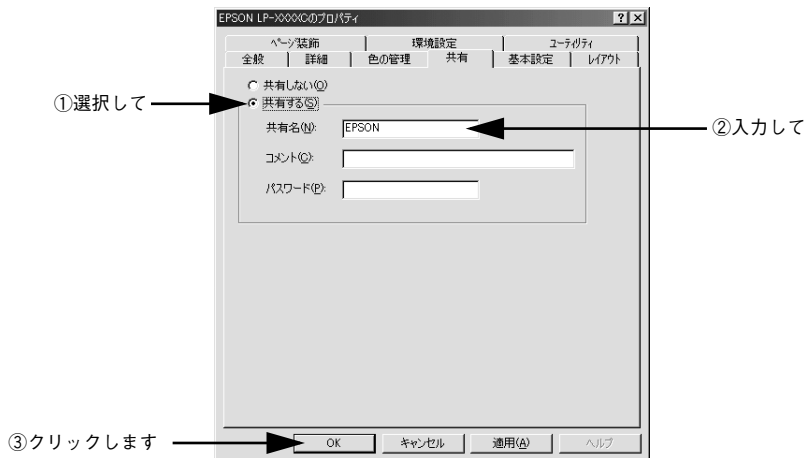 EPSON LP-XXXXCのプロパティ
ページ装飾 環境設定 ユーティリティ
全般 詳細 色の管理 共有 基本設定 レイアウト
共有しない(O)
①選択して
共有する(S)
共有名(N): EPSON
②入力して
コメント(C):
パスワード(P):
③クリックします
OK キャンセル 適用(A) ヘルプ